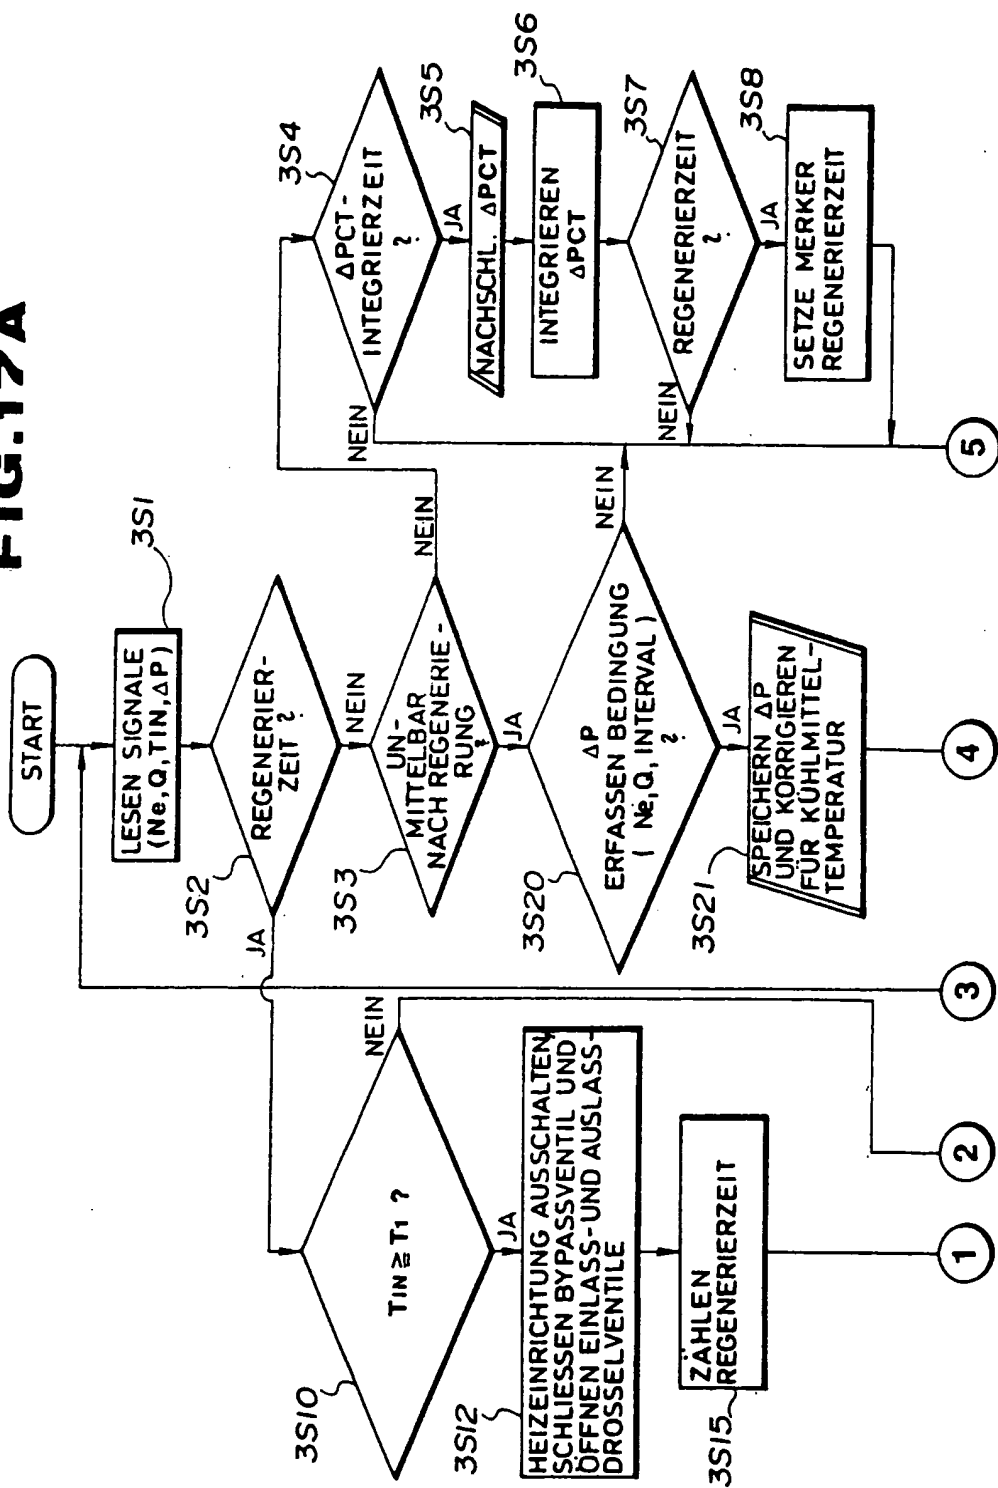 FIG.17A
START
LESEN SIGNALE
(Ne,Q,TIN,ΔP)
3S1
REGENERIER-
ZEIT ?
3S2
JA
NEIN
UN-
MITTELBAR
NACH REGENERIE-
RUNG
?
3S3
NEIN
JA
ΔPCT-
INTEGRIERZEIT
?
3S4
NEIN
JA
NACHSCHL. ΔPCT
3S5
INTEGRIEREN
ΔPCT
3S6
REGENERIERZEIT
?
3S7
NEIN
JA
SETZE MERKER
REGENERIERZEIT
3S8
ΔP
ERFASSEN BEDINGUNG
( Ne,Q,INTERVAL )
?
3S20
NEIN
JA
SPEICHERN ΔP
UND KORRIGIEREN
FÜR KÜHLMITTEL-
TEMPERATUR
3S21
TIN ≧ T1 ?
3S10
NEIN
JA
HEIZEINRICHTUNG AUSSCHALTEN,
SCHLIESSEN BYPASSVENTIL UND
ÖFFNEN EINLASS-UND AUSLASS-
DROSSELVENTILE
3S12
ZÄHLEN
REGENERIERZEIT
3S15
1
2
3
4
5